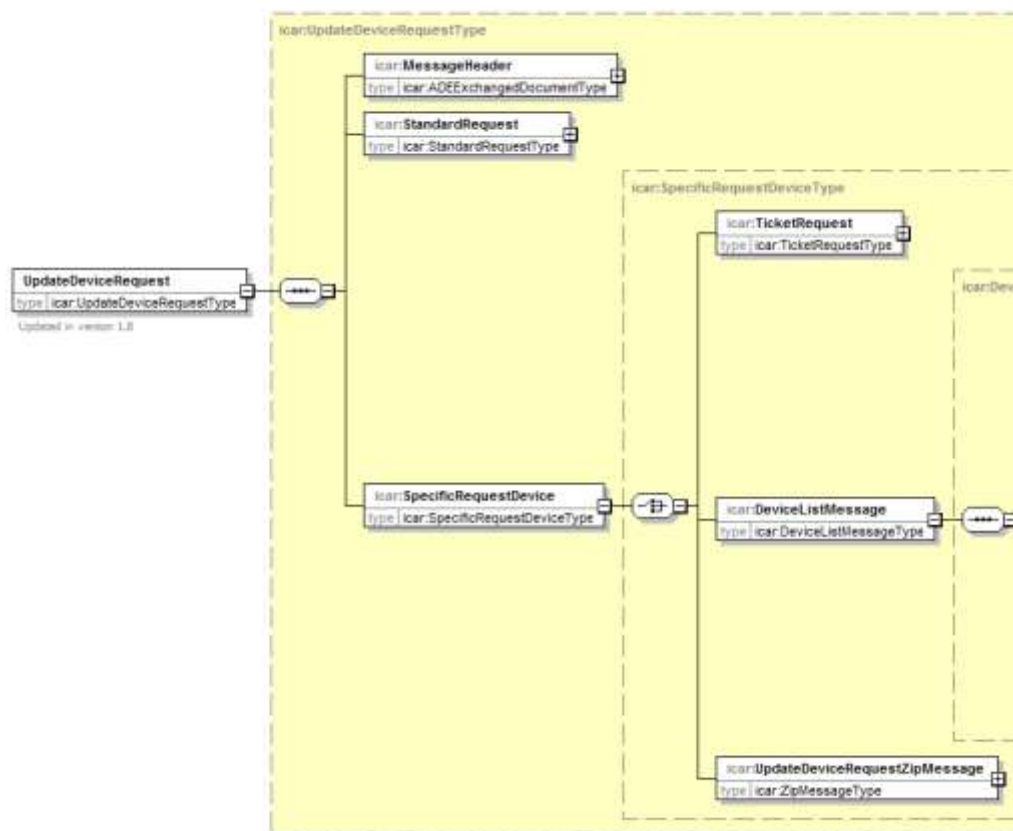 icar:UpdateDeviceRequestType
icar:MessageHeader
type icar:ADEExchangedDocumentType
icar:StandardRequest
type icar:StandardRequestType
icar:SpecificRequestDeviceType
icar:TicketRequest
type icar:TicketRequestType
UpdateDeviceRequest
type icar:UpdateDeviceRequestType
Updated in version 1.8
icar:Dev
icar:SpecificRequestDevice
type icar:SpecificRequestDeviceType
icar:DeviceListMessage
type icar:DeviceListMessageType
icar:UpdateDeviceRequestZipMessage
type icar:ZipMessageType